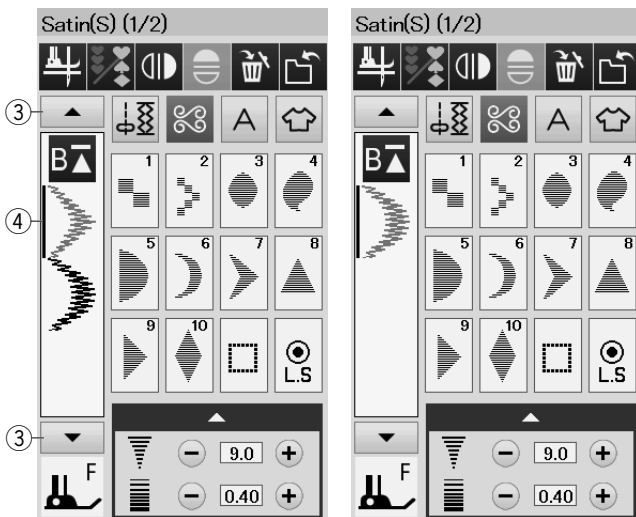 Satin(S) (1/2)
3
A
B
4
1 2 3 4
5 6 7 8
9 10
L.S
3
9.0
F
0.40
Satin(S) (1/2)
A
B
1 2 3 4
5 6 7 8
9 10
L.S
9.0
F
0.40